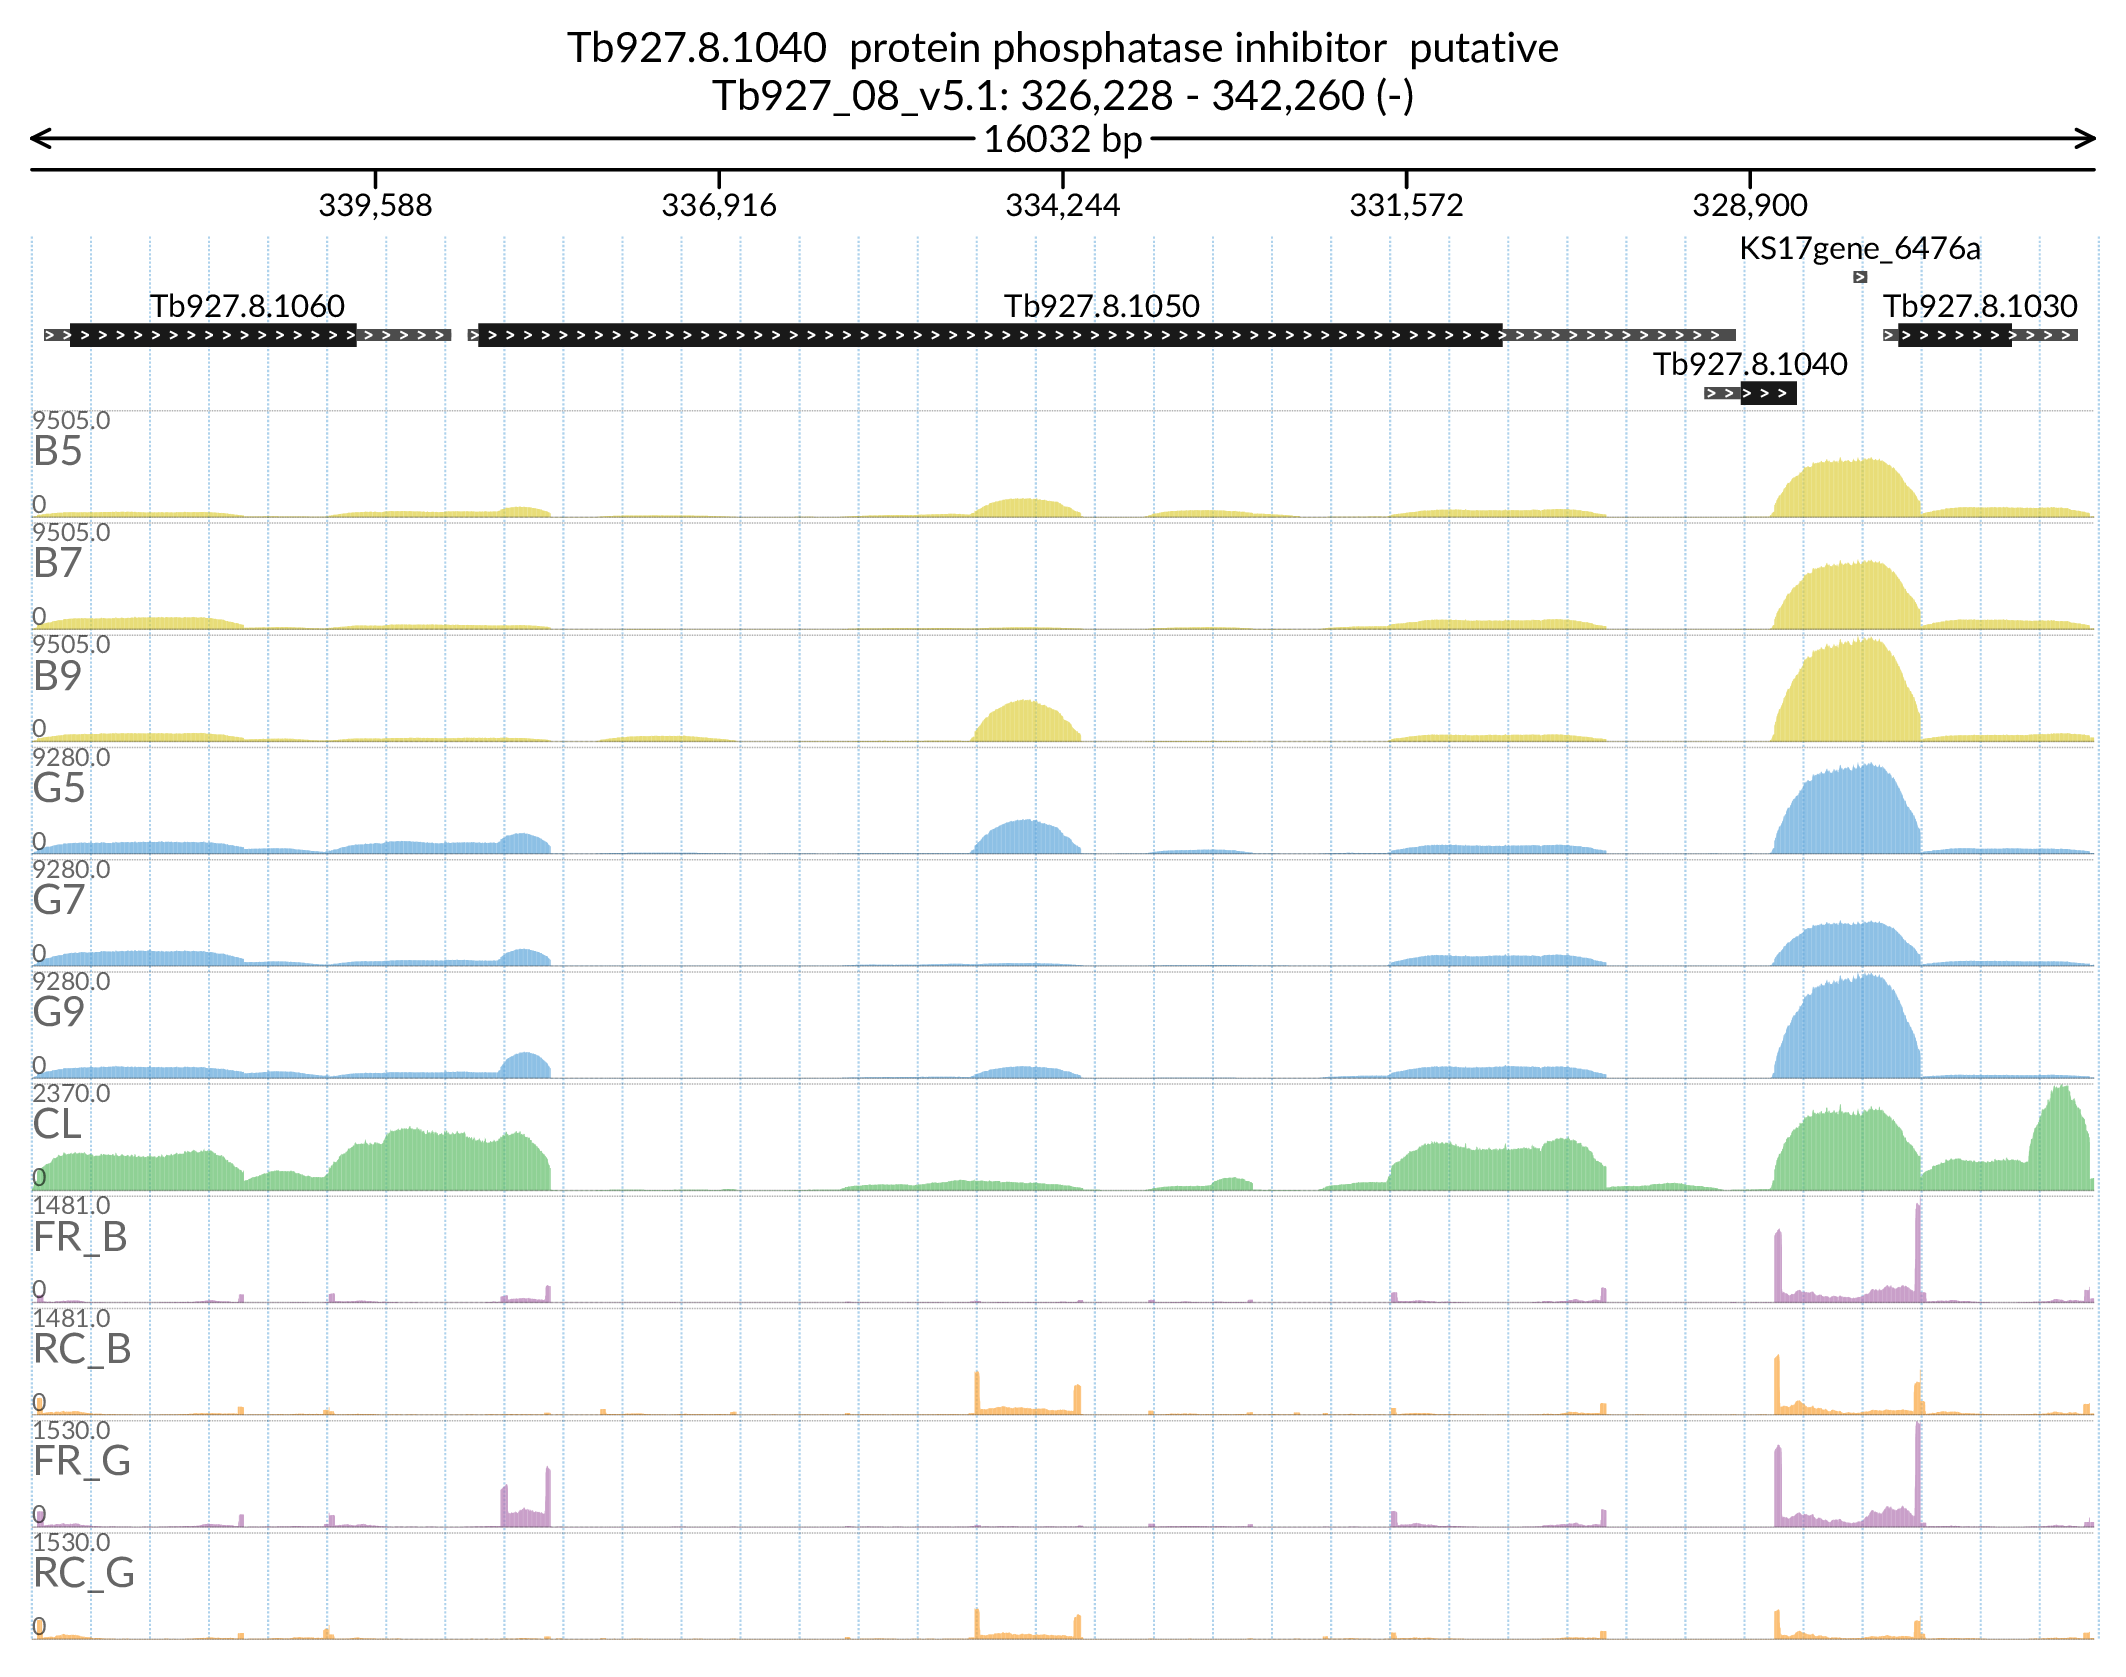 Tb927.8.1040  protein phosphatase inhibitor  putative
Tb927_08_v5.1: 326,228 - 342,260 (-)
16032 bp
339,588 336,916 334,244 331,572 328,900
KS17gene_6476a
Tb927.8.1060 Tb927.8.1050 Tb927.8.1030
Tb927.8.1040
9505.0
B5
0
9505.0
B7
0
9505.0
B9
0
9280.0
G5
0
9280.0
G7
0
9280.0
G9
0
2370.0
CL
0
1481.0
FR_B
0
1481.0
RC_B
0
1530.0
FR_G
0
1530.0
RC_G
0